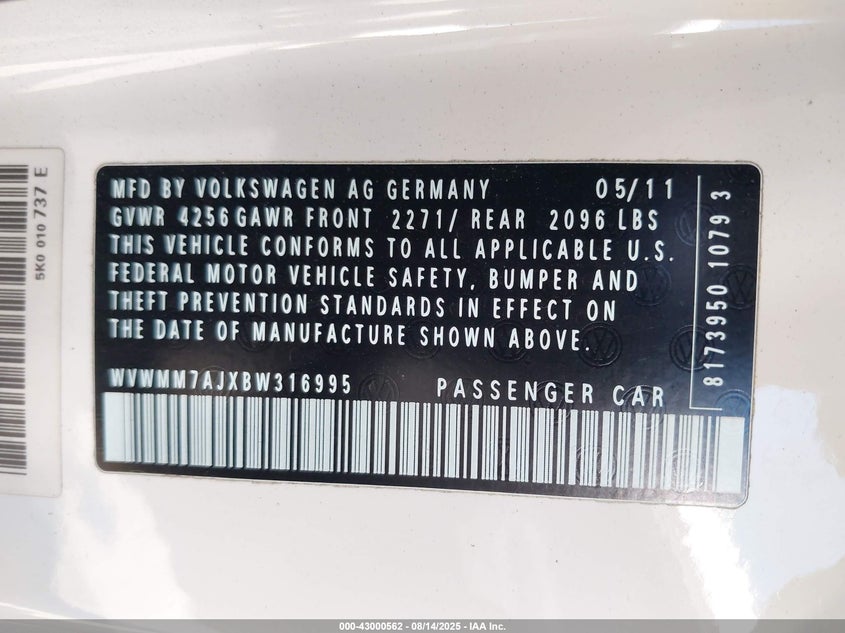 MFD BY VOLKSWAGEN AG GERMANY 05/11
GVWR 4256 GAWR FRONT 2271/ REAR 2096 LBS
THIS VEHICLE CONFORMS TO ALL APPLICABLE U.S.
FEDERAL MOTOR VEHICLE SAFETY, BUMPER AND
THEFT PREVENTION STANDARDS IN EFFECT ON
THE DATE OF MANUFACTURE SHOWN ABOVE.
WVWMM7AJXBW316995 PASSENGER CAR
8173950 1079 3
5K0 010 737 E
000-43000562 - 08/14/2025 - IAA Inc.